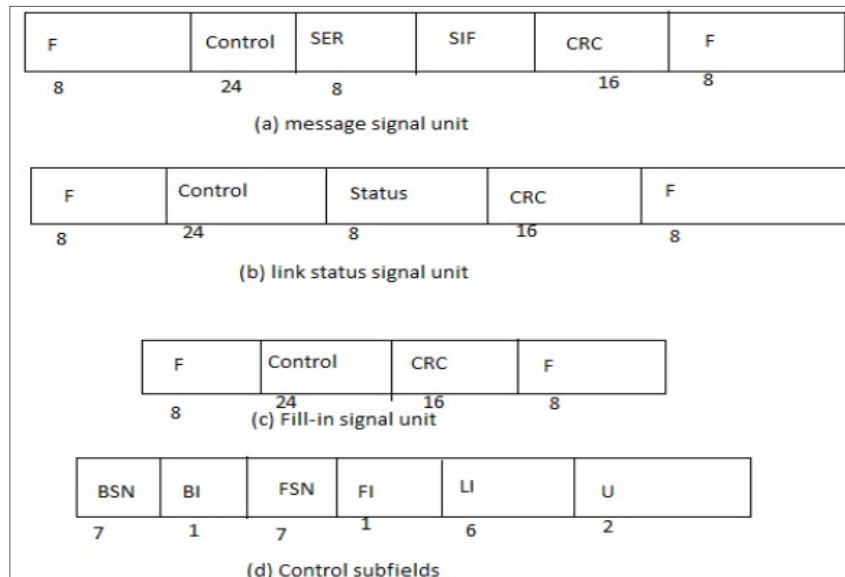 F Control SER SIF CRC F
8 24 8 16 8
(a) message signal unit
F Control Status CRC F
8 24 8 16 8
(b) link status signal unit
F Control CRC F
8 24 16 8
(c) Fill-in signal unit
BSN BI FSN FI LI U
7 1 7 1 6 2
(d) Control subfields